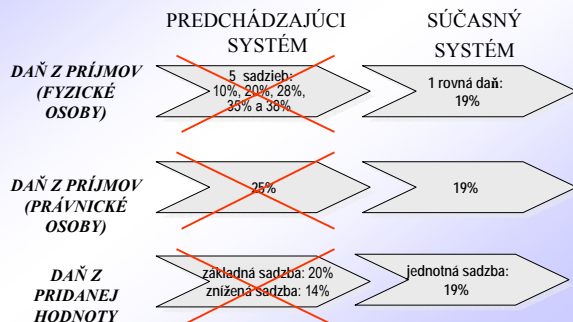 PREDCHÁDZAJÚCI
SYSTÉM
SÚČASNÝ
SYSTÉM
DAŇ Z PRÍJMOV
(FYZICKÉ
OSOBY)
5 sadzieb:
10%, 20%, 28%,
35% a 38%
1 rovná daň:
19%
DAŇ Z PRÍJMOV
(PRÁVNICKÉ
OSOBY)
25%
19%
DAŇ Z
PRIDANEJ
HODNOTY
základná sadzba: 20%
znížená sadzba: 14%
jednotná sadzba:
19%